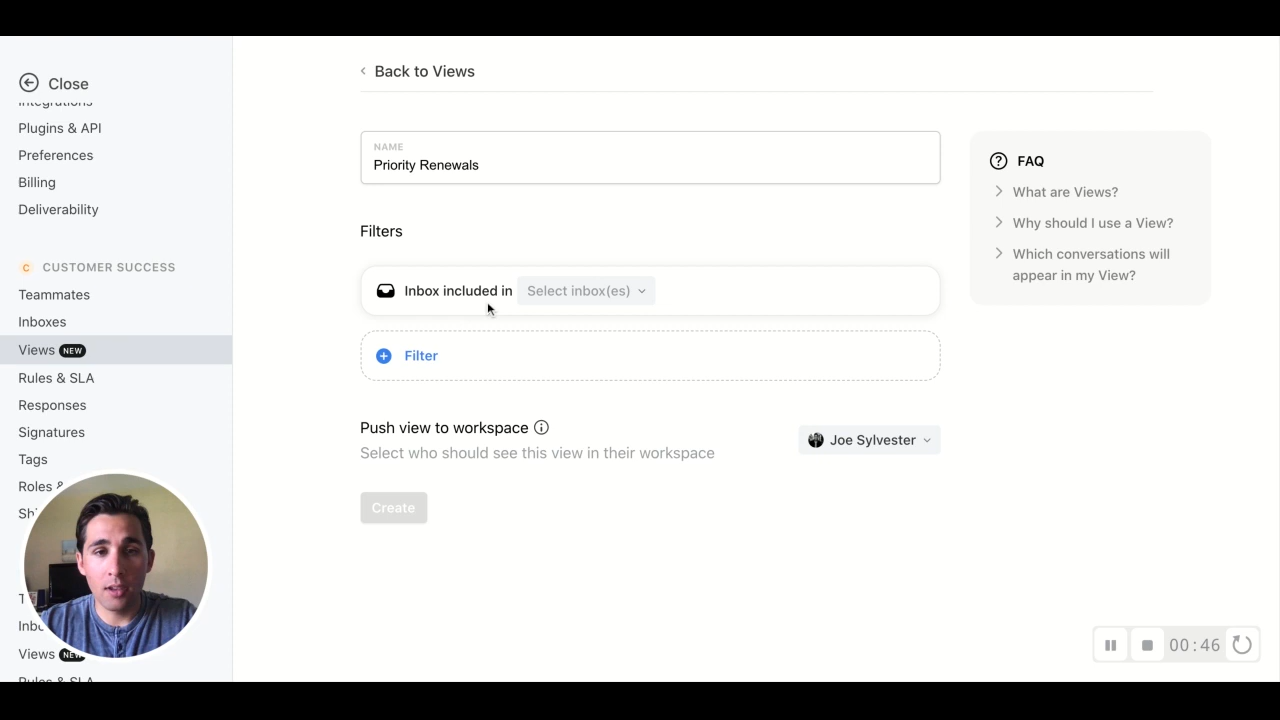 Close
Integrations
Plugins & API
Preferences
Billing
Deliverability
C CUSTOMER SUCCESS
Teammates
Inboxes
Views NEW
Rules & SLA
Responses
Signatures
Tags
Roles &
Views
Rules & SLA
Back to Views
NAME
Priority Renewals
Filters
Inbox included in Select inbox(es)
Filter
Push view to workspace
Select who should see this view in their workspace
Joe Sylvester
Create
? FAQ
What are Views?
Why should I use a View?
Which conversations will
appear in my View?
00:46